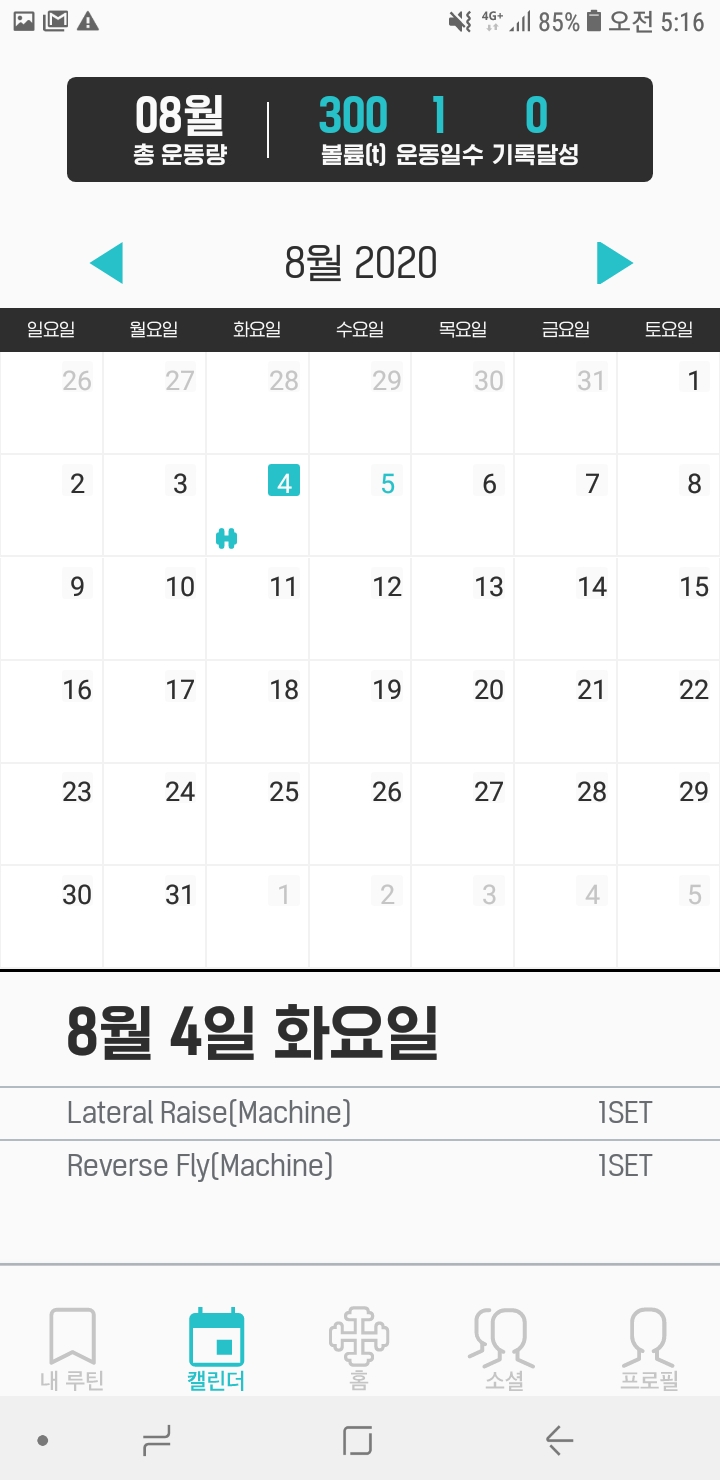 4G+ 85% 오전 5:16
08월 300 1 0
총 운동량 볼륨(t) 운동일수 기록달성
8월 2020
일요일 월요일 화요일 수요일 목요일 금요일 토요일
26 27 28 29 30 31 1
2 3 4 5 6 7 8
9 10 11 12 13 14 15
16 17 18 19 20 21 22
23 24 25 26 27 28 29
30 31 1 2 3 4 5
8월 4일 화요일
Lateral Raise(Machine) 1SET
Reverse Fly(Machine) 1SET
내 루틴 캘린더 홈 소셜 프로필